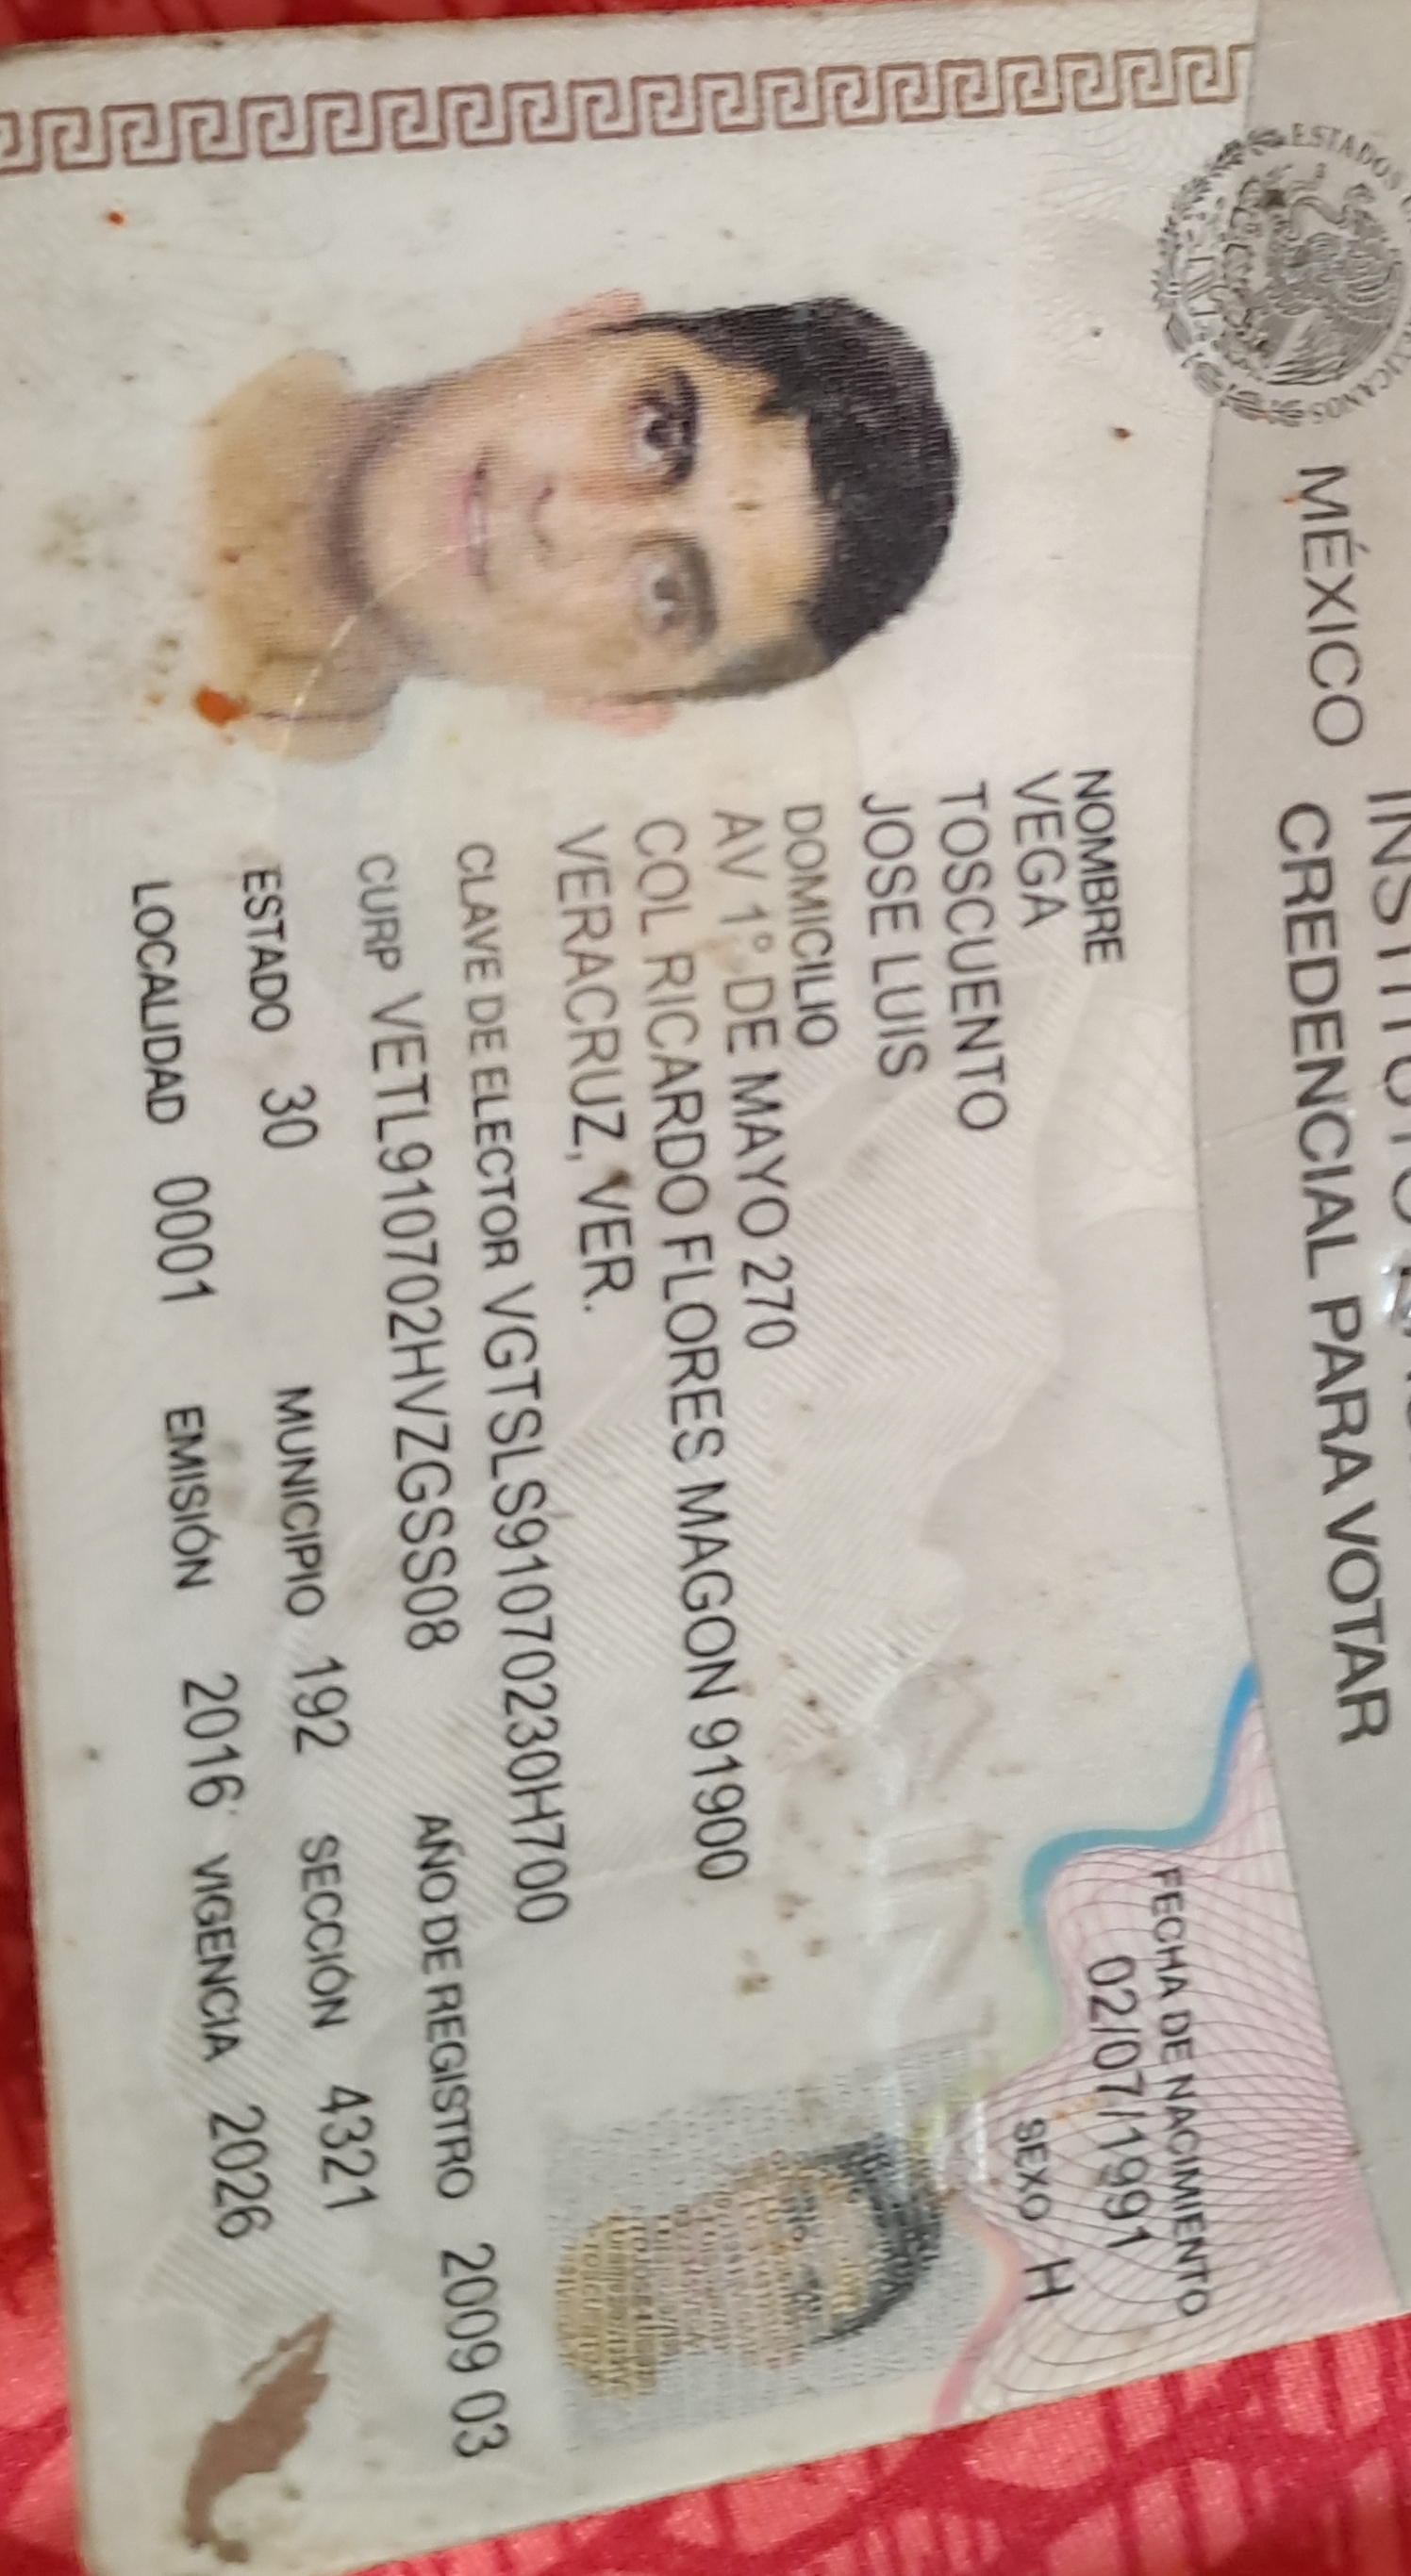 MÉXICO
CREDENCIAL PARA VOTAR
NOMBRE
VEGA
TOSCUENTO
JOSE LUIS
FECHA DE NACIMIENTO
02/07/1991
SEXO H
DOMICILIO
AV 1° DE MAYO 270
COL RICARDO FLORES MAGON 91900
VERACRUZ, VER.
CLAVE DE ELECTOR VGTSLS91070230H700
CURP VETL910702HVZGSS08 AÑO DE REGISTRO 2009 03
ESTADO 30 MUNICIPIO 192 SECCIÓN 4321
LOCALIDAD 0001 EMISIÓN 2016 VIGENCIA 2026